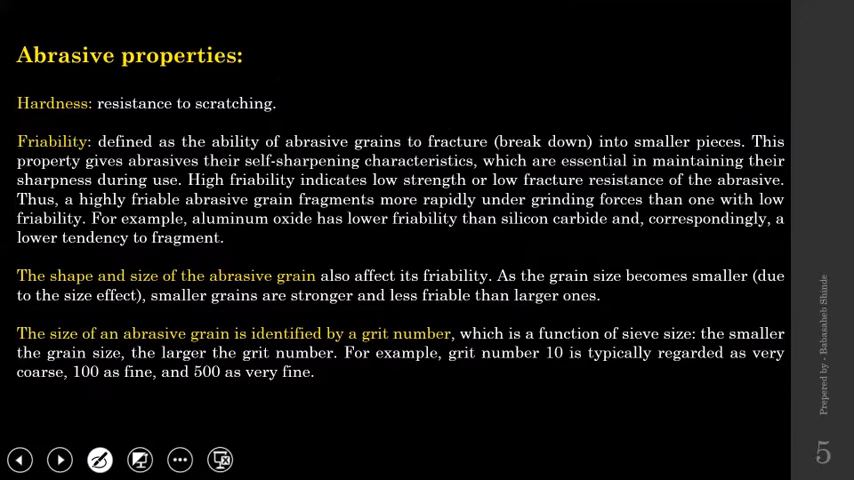 Abrasive properties:
Hardness: resistance to scratching.
Friability: defined as the ability of abrasive grains to fracture (break down) into smaller pieces. This
property gives abrasives their self-sharpening characteristics, which are essential in maintaining their
sharpness during use. High friability indicates low strength or low fracture resistance of the abrasive.
Thus, a highly friable abrasive grain fragments more rapidly under grinding forces than one with low
friability. For example, aluminum oxide has lower friability than silicon carbide and, correspondingly, a
lower tendency to fragment.
The shape and size of the abrasive grain also affect its friability. As the grain size becomes smaller (due
to the size effect), smaller grains are stronger and less friable than larger ones.
The size of an abrasive grain is identified by a grit number, which is a function of sieve size: the smaller
the grain size, the larger the grit number. For example, grit number 10 is typically regarded as very
coarse, 100 as fine, and 500 as very fine.
Prepered by - Babasaheb Shinde
5